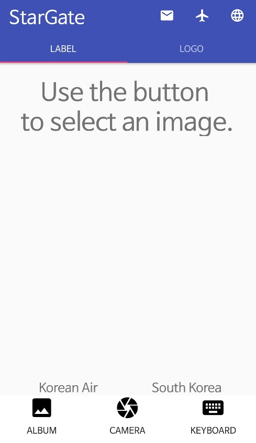 StarGate
LABEL
LOGO
Use the button
to select an image.
Korean Air
South Korea
ALBUM
CAMERA
KEYBOARD